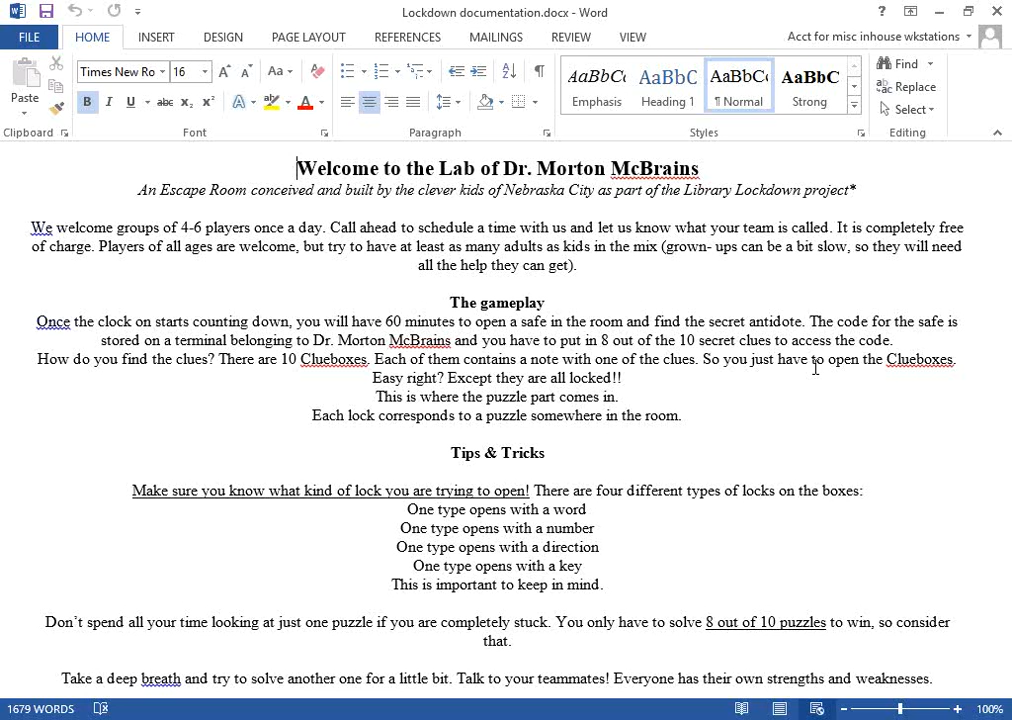 Lockdown documentation.docx - Word
?
FILE HOME INSERT DESIGN PAGE LAYOUT REFERENCES MAILINGS REVIEW VIEW Acct for misc inhouse wkstations
Paste
Times New Ro 16 A A Aa
B I U abc X₂ X² A A
AaBbCc AaBbC AaBbCc AaBbCc
Emphasis Heading 1 ¶ Normal Strong
Find
Replace
Select
Clipboard Font Paragraph Styles Editing
Welcome to the Lab of Dr. Morton McBrains
An Escape Room conceived and built by the clever kids of Nebraska City as part of the Library Lockdown project*
We welcome groups of 4-6 players once a day. Call ahead to schedule a time with us and let us know what your team is called. It is completely free
of charge. Players of all ages are welcome, but try to have at least as many adults as kids in the mix (grown- ups can be a bit slow, so they will need
all the help they can get).
The gameplay
Once the clock on starts counting down, you will have 60 minutes to open a safe in the room and find the secret antidote. The code for the safe is
stored on a terminal belonging to Dr. Morton McBrains and you have to put in 8 out of the 10 secret clues to access the code.
How do you find the clues? There are 10 Clueboxes. Each of them contains a note with one of the clues. So you just have to open the Clueboxes.
Easy right? Except they are all locked!!
This is where the puzzle part comes in.
Each lock corresponds to a puzzle somewhere in the room.
Tips & Tricks
Make sure you know what kind of lock you are trying to open! There are four different types of locks on the boxes:
One type opens with a word
One type opens with a number
One type opens with a direction
One type opens with a key
This is important to keep in mind.
Don’t spend all your time looking at just one puzzle if you are completely stuck. You only have to solve 8 out of 10 puzzles to win, so consider
that.
Take a deep breath and try to solve another one for a little bit. Talk to your teammates! Everyone has their own strengths and weaknesses.
1679 WORDS 100%